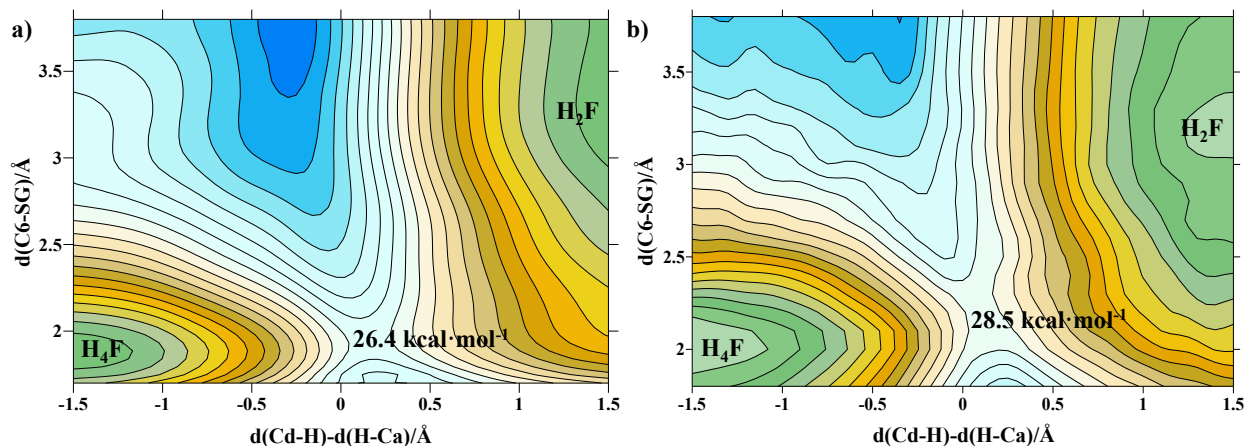 a)
3.5
3
2.5
2
d(C6-SG)/Å
H₂F
H₄F
26.4 kcal·mol⁻¹
-1.5 -1 -0.5 0 0.5 1 1.5
d(Cd-H)-d(H-Ca)/Å
b)
3.5
3
2.5
2
d(C6-SG)/Å
H₂F
H₄F
28.5 kcal·mol⁻¹
-1.5 -1 -0.5 0 0.5 1 1.5
d(Cd-H)-d(H-Ca)/Å